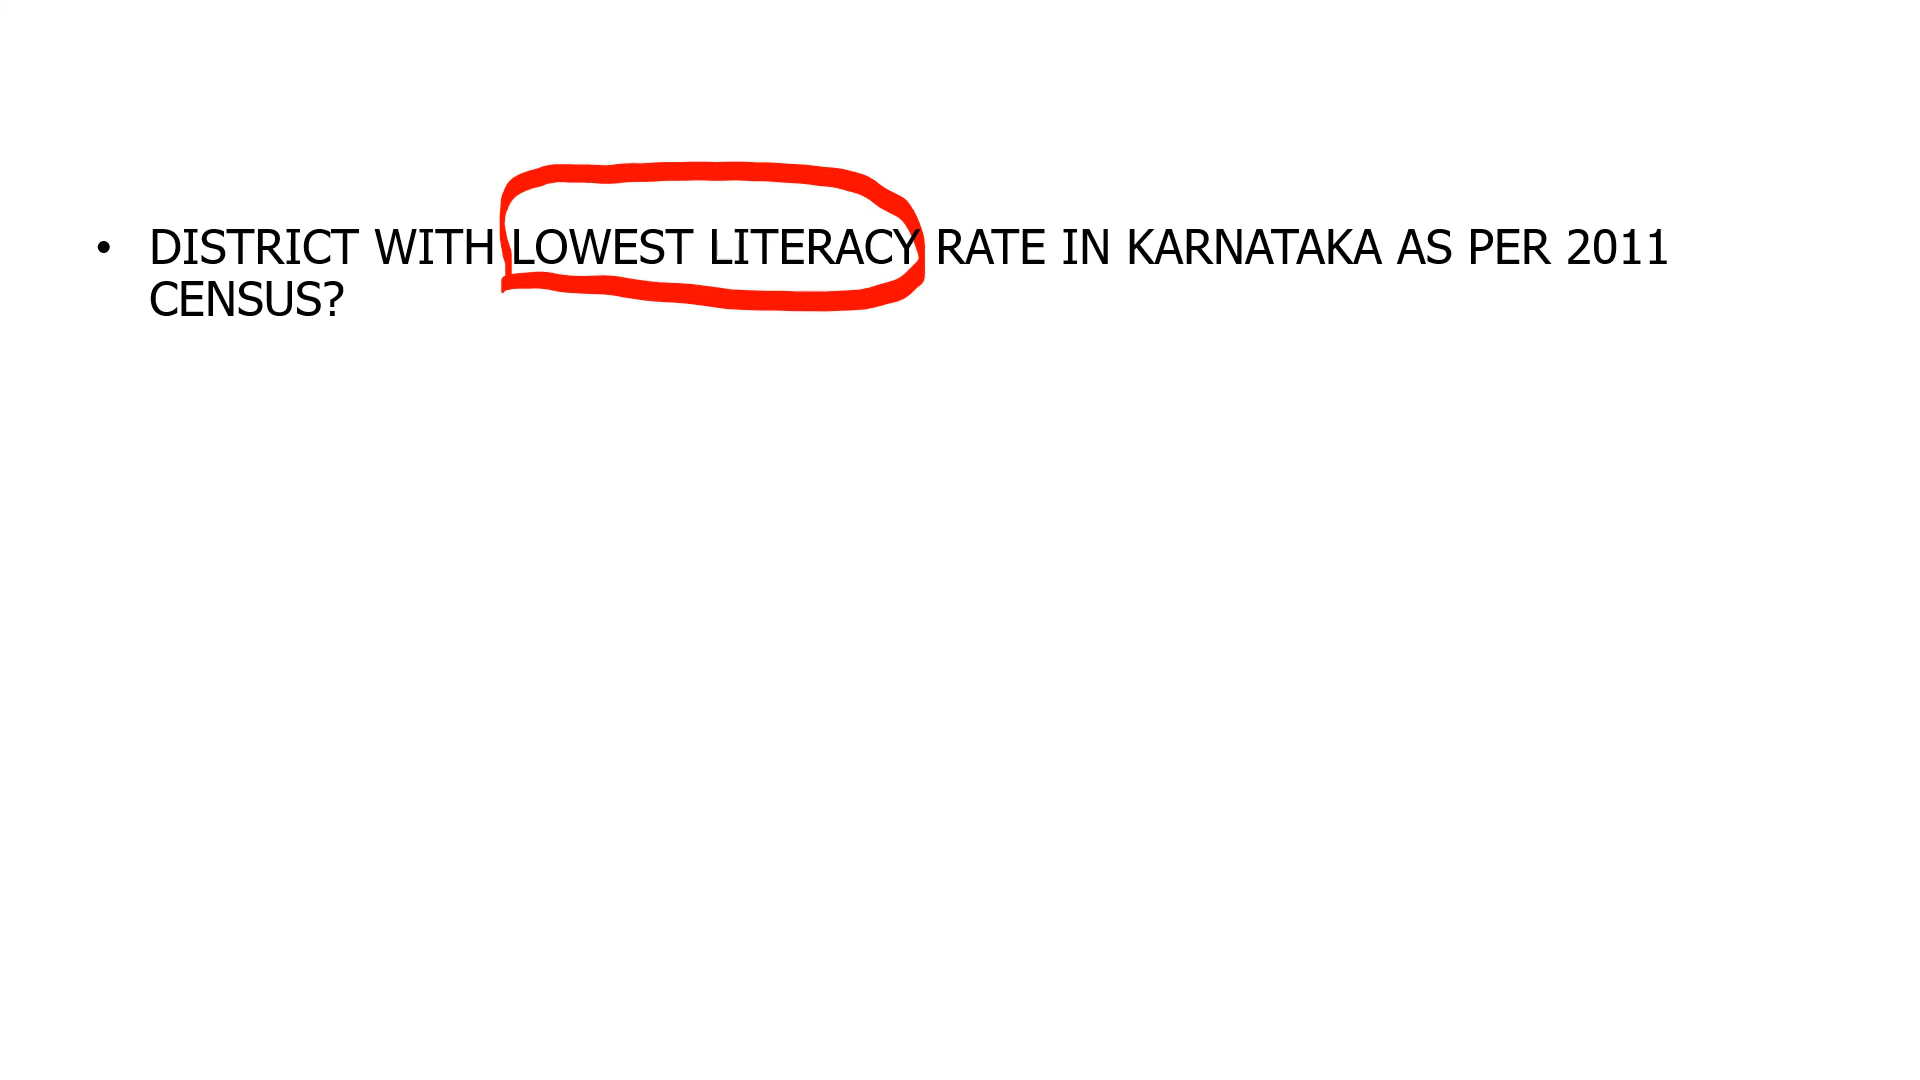 • DISTRICT WITH LOWEST LITERACY RATE IN KARNATAKA AS PER 2011
CENSUS?